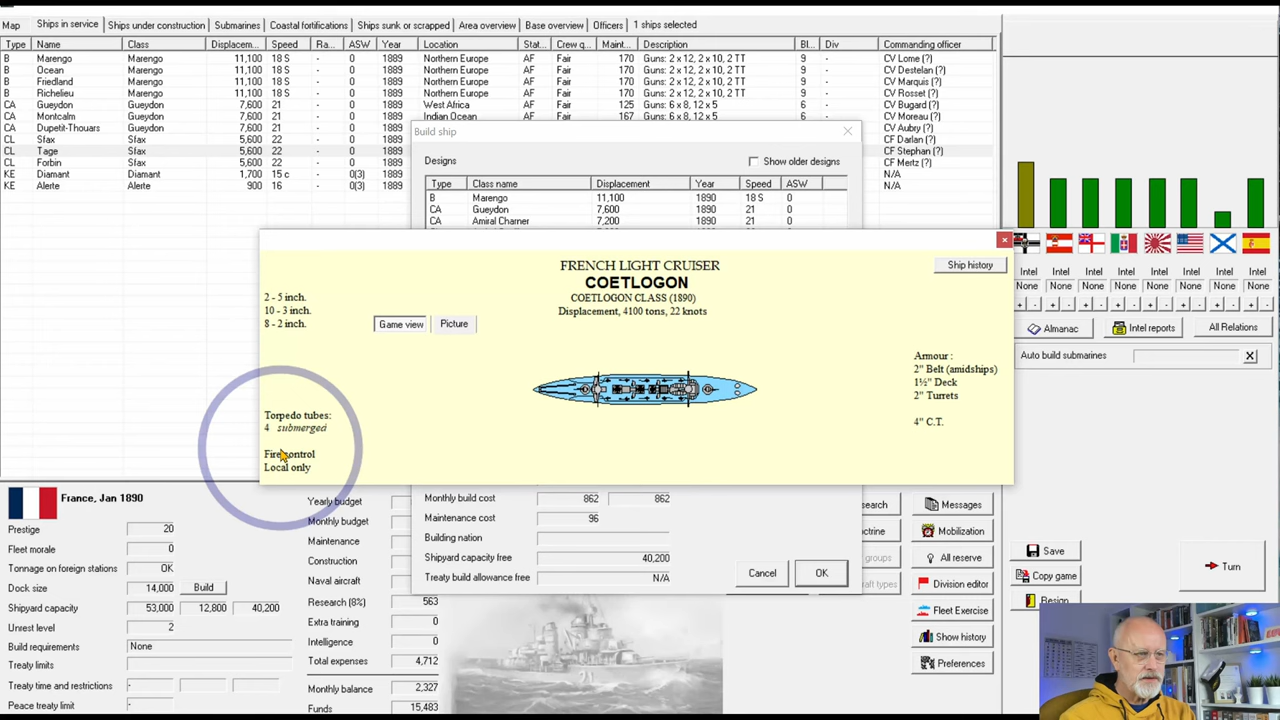 Map Ships in service Ships under construction Submarines Coastal fortifications Ships sunk or scrapped Area overview Base overview Officers 1 ships selected
Type Name Class Displacem... Speed Ra... ASW Year Location Stat... Crew q... Maint... Description Bl... Div Commanding officer
B Marengo Marengo 11,100 18 S - 0 1889 Northern Europe AF Fair 170 Guns: 2 x 12, 2 x 10, 2 TT 9 - CV Lome (?)
B Ocean Marengo 11,100 18 S - 0 1889 Northern Europe AF Fair 170 Guns: 2 x 12, 2 x 10, 2 TT 9 - CV Destelan (?)
B Friedland Marengo 11,100 18 S - 0 1889 Northern Europe AF Fair 170 Guns: 2 x 12, 2 x 10, 2 TT 9 - CV Marquis (?)
B Richelieu Marengo 11,100 18 S - 0 1889 Northern Europe AF Fair 170 Guns: 2 x 12, 2 x 10, 2 TT 9 - CV Rosset (?)
CA Gueydon Gueydon 7,600 21 - 0 1889 West Africa AF Fair 125 Guns: 6 x 8, 12 x 5 6 - CV Bugard (?)
CA Montcalm Gueydon 7,600 21 - 0 1889 Indian Ocean AF Fair 167 Guns: 6 x 8, 12 x 5 6 - CV Moreau (?)
CA Dupetit-Thouars Gueydon 7,600 21 - 0 1889 CV Aubry (?)
CL Sfax Sfax 5,600 22 - 0 1889 CF Darlan (?)
CL Tage Sfax 5,600 22 - 0 1889 CF Stephan (?)
CL Forbin Sfax 5,600 22 - 0 1889 CF Mertz (?)
KE Diamant Diamant 1,700 15 c - 0(3) 1889 N/A
KE Alerte Alerte 900 16 - 0(3) 1889 N/A
Build ship
Designs Show older designs
Type Class name Displacement Year Speed ASW
B Marengo 11,100 1890 18 S 0
CA Gueydon 7,600 1890 21 0
CA Amiral Charner 7,200 1890 21 0
FRENCH LIGHT CRUISER
COETLOGON
COETLOGON CLASS (1890)
Displacement, 4100 tons, 22 knots
Ship history
2 - 5 inch.
10 - 3 inch.
8 - 2 inch.
Game view Picture
Armour :
2" Belt (amidships)
1½" Deck
2" Turrets
4" C.T.
Torpedo tubes:
4 submerged
Fire control
Local only
Intel Intel Intel Intel Intel Intel Intel Intel
None None None None None None None None
+ - + - + - + - + - + - + - + -
Almanac Intel reports All Relations
Auto build submarines X
France, Jan 1890
Prestige 20
Fleet morale 0
Tonnage on foreign stations OK
Dock size 14,000 Build
Shipyard capacity 53,000 12,800 40,200
Unrest level 2
Build requirements None
Treaty limits
Treaty time and restrictions -
Peace treaty limit -
Yearly budget
Monthly budget
Maintenance
Construction
Naval aircraft
Research (8%) 563
Extra training 0
Intelligence 0
Total expenses 4,712
Monthly balance 2,327
Funds 15,483
Monthly build cost 862 862
Maintenance cost 96
Building nation
Shipyard capacity free 40,200
Treaty build allowance free N/A
Cancel OK
search Messages
ctrine Mobilization
groups All reserve
raft types Division editor
Fleet Exercise
Show history
Preferences
Save
Copy game
Resign
Turn